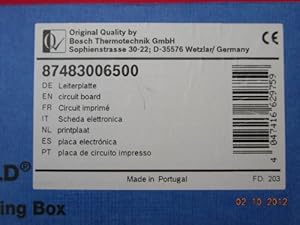 Original Quality by
Bosch Thermotechnik GmbH
Sophienstrasse 30-22; D-35576 Wetzlar/ Germany
CE
87483006500
DE Leiterplatte
EN circuit board
FR Circuit imprimé
IT Scheda elettronica
NL printplaat
ES placa electrónica
PT placa de circuito impresso
4 047416 629759
Made in Portugal
FD: 203
LD®
ing Box
02 10 2012